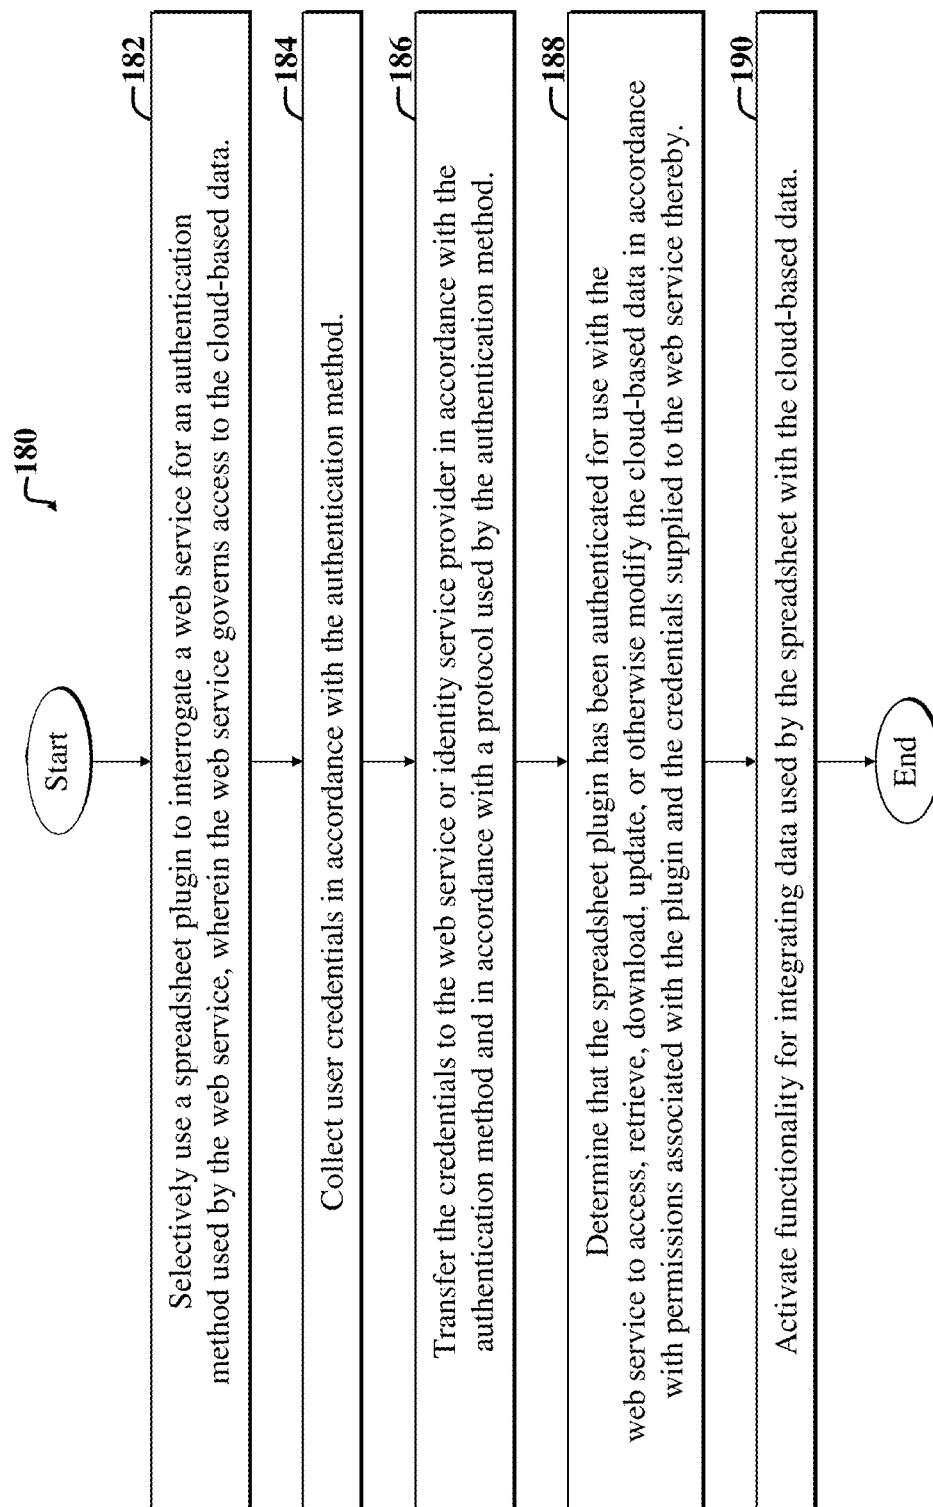 180
Start
182
Selectively use a spreadsheet plugin to interrogate a web service for an authentication
method used by the web service, wherein the web service governs access to the cloud-based data.
184
Collect user credentials in accordance with the authentication method.
186
Transfer the credentials to the web service or identity service provider in accordance with the
authentication method and in accordance with a protocol used by the authentication method.
188
Determine that the spreadsheet plugin has been authenticated for use with the
web service to access, retrieve, download, update, or otherwise modify the cloud-based data in accordance
with permissions associated with the plugin and the credentials supplied to the web service thereby.
190
Activate functionality for integrating data used by the spreadsheet with the cloud-based data.
End